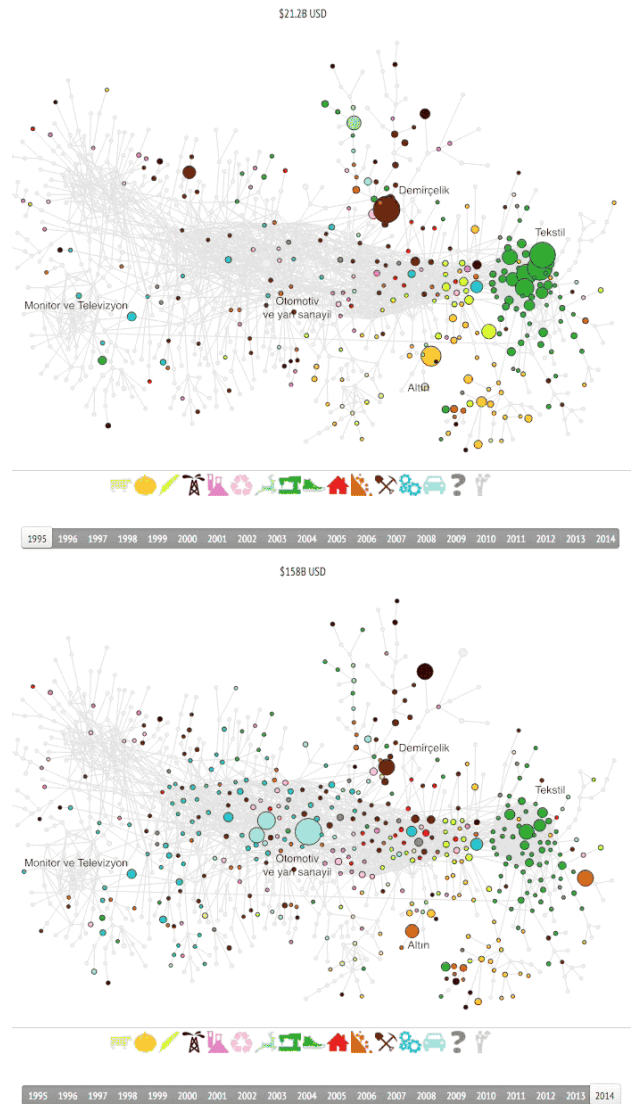 $21.2B USD
Demirçelik
Tekstil
Monitor ve Televizyon
Otomotiv
ve yan sanayil
Altın
?
1995 1996 1997 1998 1999 2000 2001 2002 2003 2004 2005 2006 2007 2008 2009 2010 2011 2012 2013 2014
$158B USD
Demirçelik
Tekstil
Monitor ve Televizyon
Otomotiv
ve yan sanayil
Altın
?
1995 1996 1997 1998 1999 2000 2001 2002 2003 2004 2005 2006 2007 2008 2009 2010 2011 2012 2013 2014